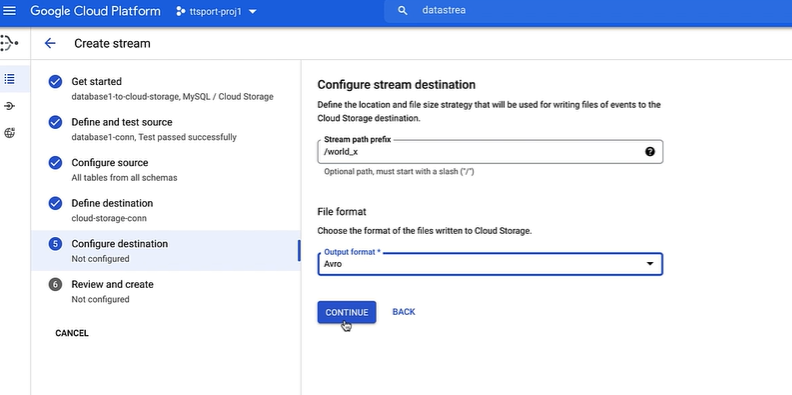 Google Cloud Platform
ttsport-proj1
datastrea
Create stream
Get started
database1-to-cloud-storage, MySQL / Cloud Storage
Define and test source
database1-conn, Test passed successfully
Configure source
All tables from all schemas
Define destination
cloud-storage-conn
5
Configure destination
Not configured
6
Review and create
Not configured
CANCEL
Configure stream destination
Define the location and file size strategy that will be used for writing files of events to the
Cloud Storage destination.
Stream path prefix
/world_x
?
Optional path, must start with a slash ("/")
File format
Choose the format of the files written to Cloud Storage.
Output format *
Avro
CONTINUE
BACK